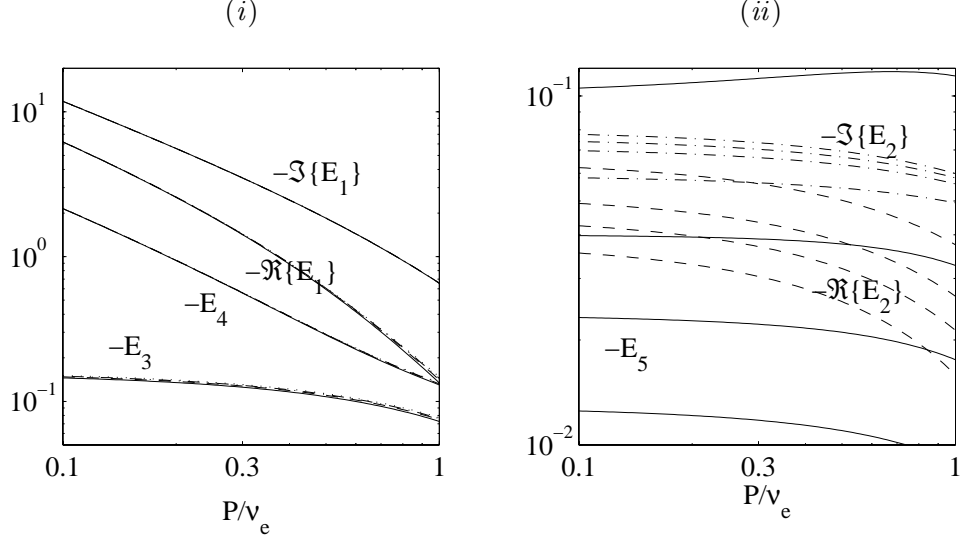 (i)
(ii)
10^1
10^0
10^−1
−ℑ{E_1}
−ℜ{E_1}
−E_4
−E_3
0.1 0.3 1
P/ν_e
10^−1
10^−2
−ℑ{E_2}
−ℜ{E_2}
−E_5
0.1 0.3 1
P/ν_e